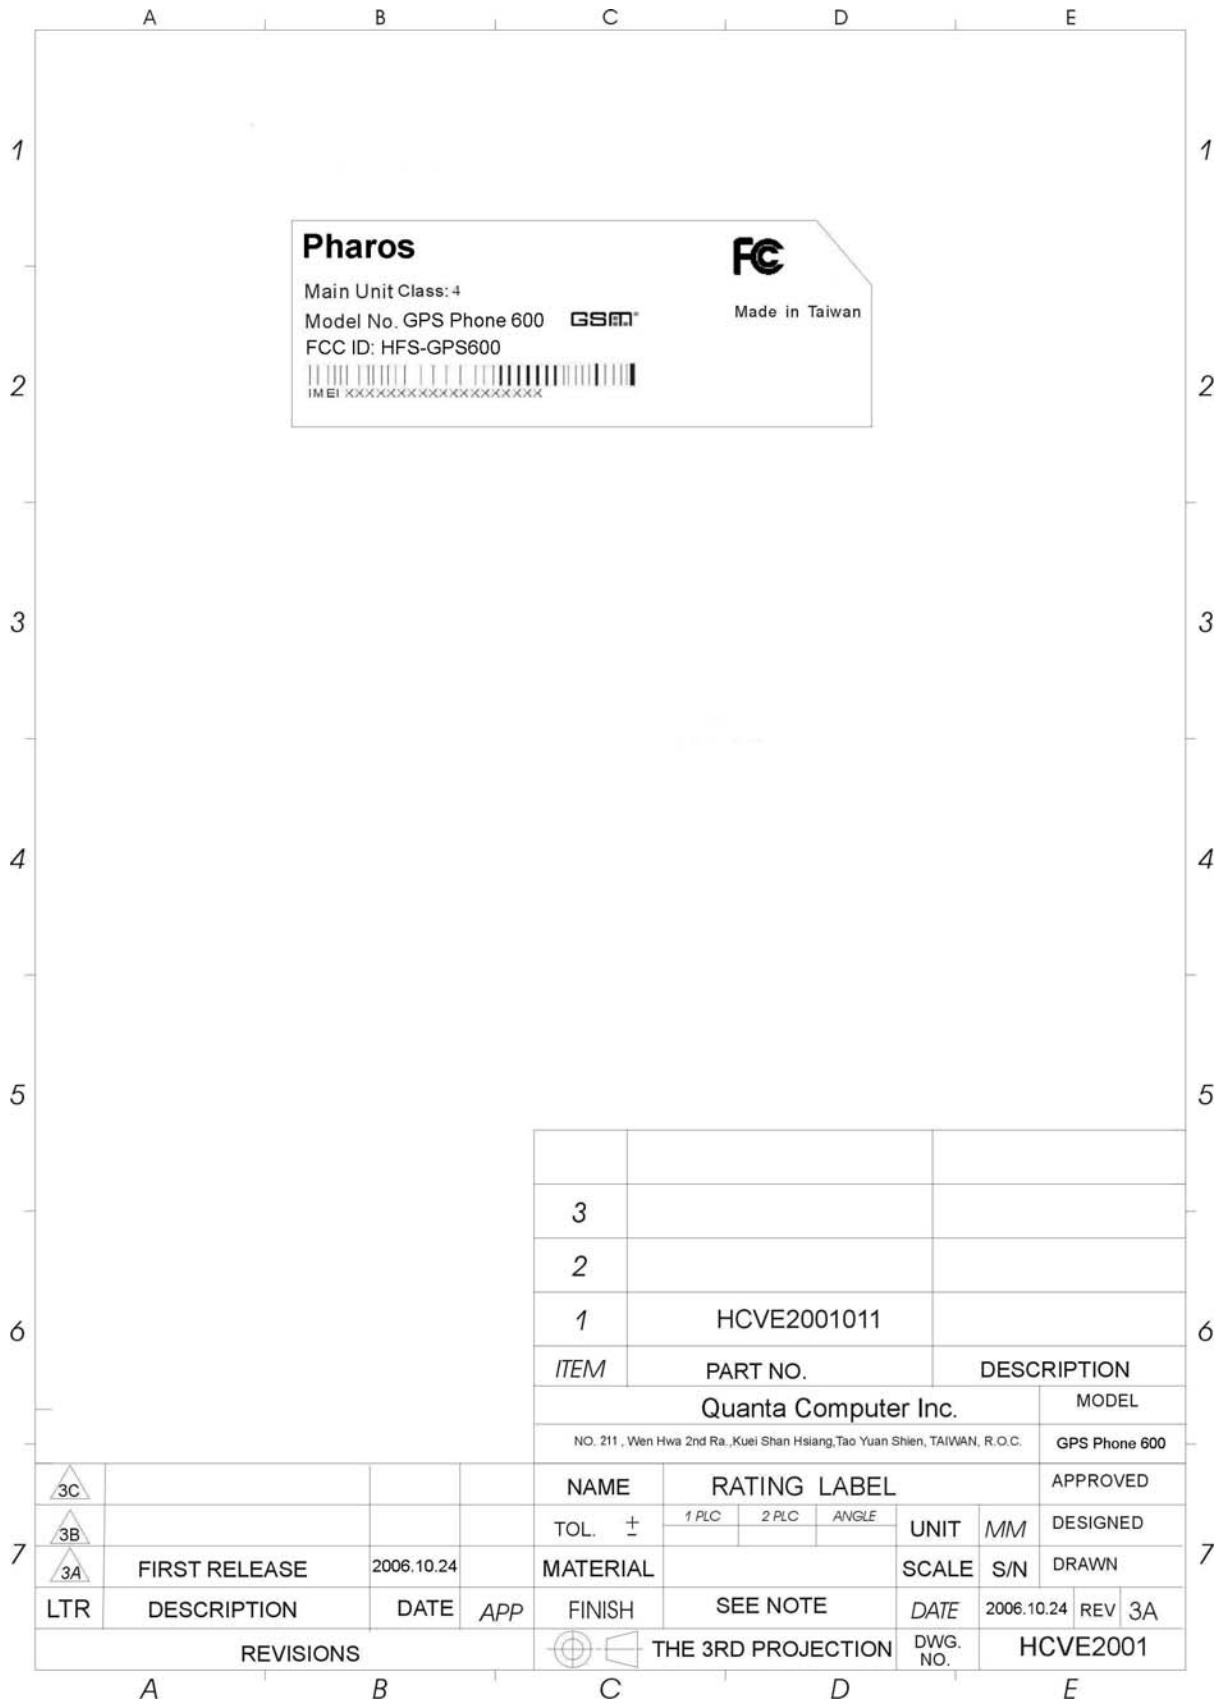 A B C D E
1 1
Pharos FC
Main Unit Class: 4
Made in Taiwan
Model No. GPS Phone 600 GSM
FCC ID: HFS-GPS600
IMEI XXXXXXXXXXXXXXXXXXX
2 2
3 3
4 4
5 5
3
2
1 HCVE2001011
6 6
ITEM PART NO. DESCRIPTION
Quanta Computer Inc. MODEL
NO. 211 , Wen Hwa 2nd Ra.,Kuei Shan Hsiang,Tao Yuan Shien, TAIWAN, R.O.C. GPS Phone 600
3C NAME RATING LABEL APPROVED
3B TOL. ± 1 PLC 2 PLC ANGLE UNIT MM DESIGNED
7 7
3A FIRST RELEASE 2006.10.24 MATERIAL SCALE S/N DRAWN
LTR DESCRIPTION DATE APP FINISH SEE NOTE DATE 2006.10.24 REV 3A
REVISIONS THE 3RD PROJECTION DWG. NO. HCVE2001
A B C D E